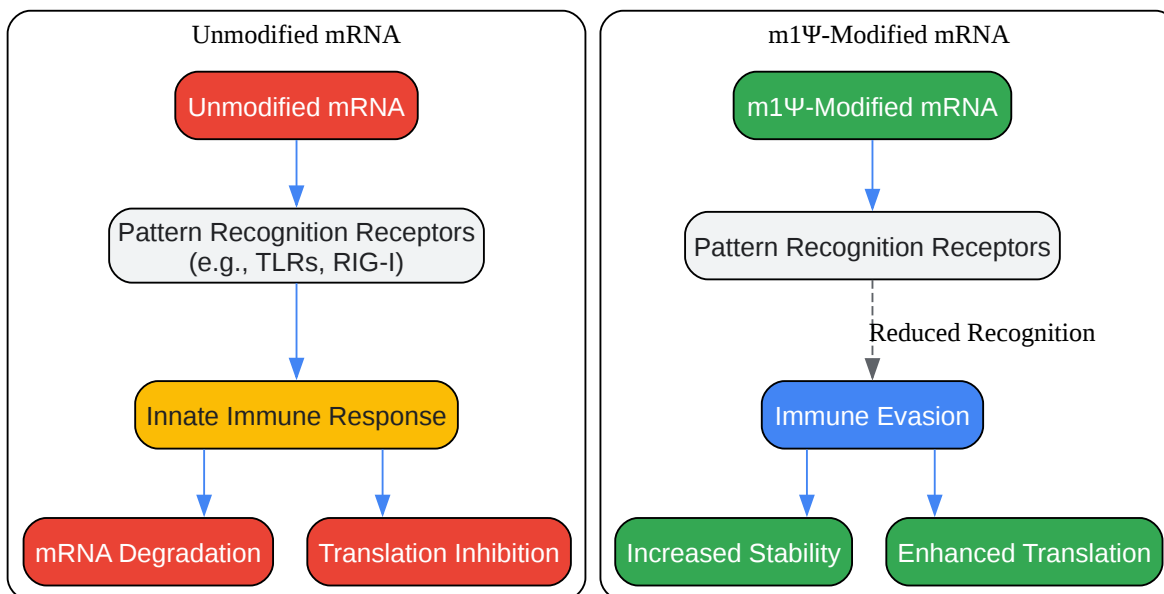 Unmodified mRNA
Unmodified mRNA
Pattern Recognition Receptors
(e.g., TLRs, RIG-I)
Innate Immune Response
mRNA Degradation
Translation Inhibition
m1Ψ-Modified mRNA
m1Ψ-Modified mRNA
Pattern Recognition Receptors
Reduced Recognition
Immune Evasion
Increased Stability
Enhanced Translation